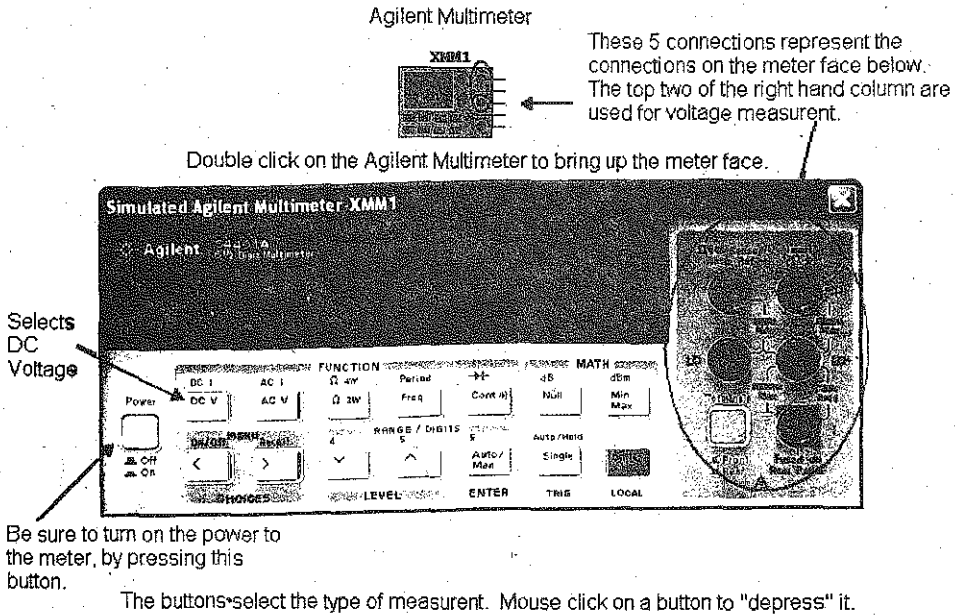 Agilent Multimeter
XMM1
These 5 connections represent the
connections on the meter face below.
The top two of the right hand column are
used for voltage measurent.
Double click on the Agilent Multimeter to bring up the meter face.
Simulated Agilent Multimeter-XMM1
Agilent 34401A
Selects
DC
Voltage
FUNCTION
MATH
DC I
AC I
Ω 4W
Period
dB
dBm
Power
DC V
AC V
Ω 2W
Freq
Cont
Null
Min
Max
MENU
RANGE / DIGITS
On/Off
Recall
4
5
6
Auto/Hold
<
>
Auto/
Man
Single
Off
On
CHOICES
LEVEL
ENTER
TRIG
LOCAL
LO
Be sure to turn on the power to
the meter, by pressing this
button.
The buttons select the type of measurent. Mouse click on a button to "depress" it.